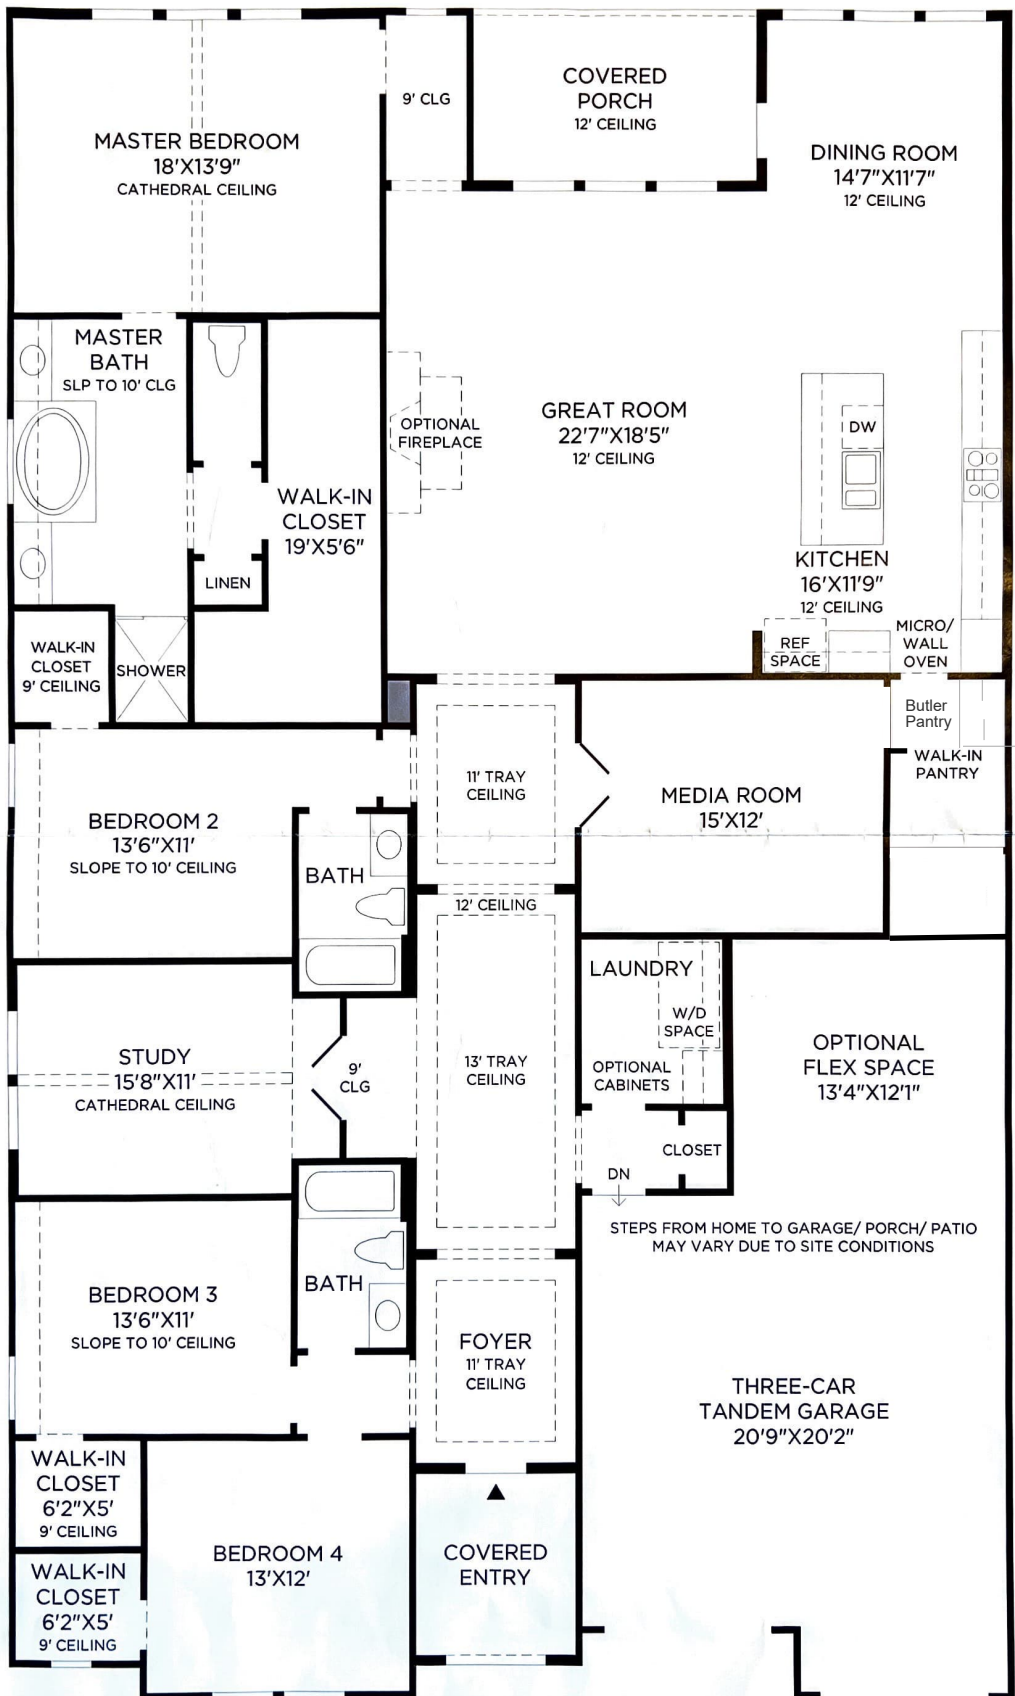 MASTER BEDROOM
18'X13'9"
CATHEDRAL CEILING
9' CLG
COVERED
PORCH
12' CEILING
DINING ROOM
14'7"X11'7"
12' CEILING
MASTER
BATH
SLP TO 10' CLG
OPTIONAL
FIREPLACE
GREAT ROOM
22'7"X18'5"
12' CEILING
DW
WALK-IN
CLOSET
19'X5'6"
LINEN
KITCHEN
16'X11'9"
12' CEILING
WALK-IN
CLOSET
9' CEILING
SHOWER
REF
SPACE
MICRO/
WALL
OVEN
Butler
Pantry
WALK-IN
PANTRY
11' TRAY
CEILING
MEDIA ROOM
15'X12'
BEDROOM 2
13'6"X11'
SLOPE TO 10' CEILING
BATH
12' CEILING
LAUNDRY
W/D
SPACE
OPTIONAL
CABINETS
OPTIONAL
FLEX SPACE
13'4"X12'1"
STUDY
15'8"X11'
CATHEDRAL CEILING
9'
CLG
13' TRAY
CEILING
CLOSET
DN
STEPS FROM HOME TO GARAGE/ PORCH/ PATIO
MAY VARY DUE TO SITE CONDITIONS
BEDROOM 3
13'6"X11'
SLOPE TO 10' CEILING
BATH
FOYER
11' TRAY
CEILING
THREE-CAR
TANDEM GARAGE
20'9"X20'2"
WALK-IN
CLOSET
6'2"X5'
9' CEILING
BEDROOM 4
13'X12'
COVERED
ENTRY
WALK-IN
CLOSET
6'2"X5'
9' CEILING